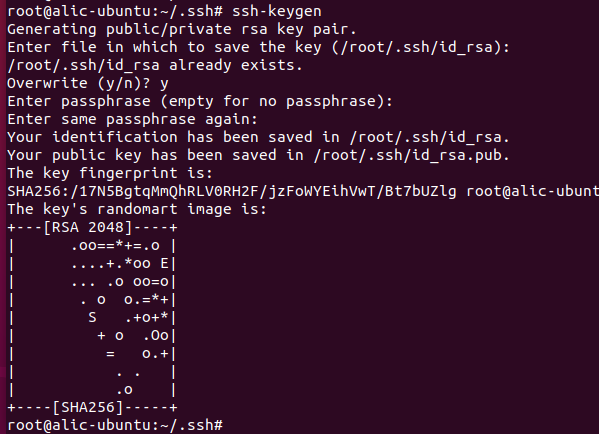 root@alic-ubuntu:~/.ssh# ssh-keygen
Generating public/private rsa key pair.
Enter file in which to save the key (/root/.ssh/id_rsa):
/root/.ssh/id_rsa already exists.
Overwrite (y/n)? y
Enter passphrase (empty for no passphrase):
Enter same passphrase again:
Your identification has been saved in /root/.ssh/id_rsa.
Your public key has been saved in /root/.ssh/id_rsa.pub.
The key fingerprint is:
SHA256:/17N5BgtqMmQhRLV0RH2F/jzFoWYEihVwT/Bt7bUZlg root@alic-ubunt
The key's randomart image is:
+---[RSA 2048]----+
|      .oo==*+=.o |
|      ....+.*oo E|
|      ... .o oo=o|
|       . o  o.=*+|
|        S   .+o+*|
|         + o  .Oo|
|          =   o.+|
|           . .   |
|           .o    |
+----[SHA256]-----+
root@alic-ubuntu:~/.ssh#